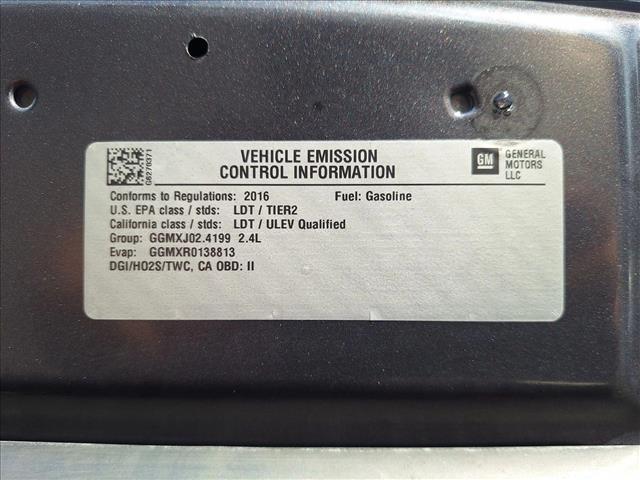 VEHICLE EMISSION
CONTROL INFORMATION
GM GENERAL
MOTORS
LLC
Conforms to Regulations: 2016 Fuel: Gasoline
U.S. EPA class / stds: LDT / TIER2
California class / stds: LDT / ULEV Qualified
Group: GGMXJ02.4199 2.4L
Evap: GGMXR0138813
DGI/HO2S/TWC, CA OBD: II